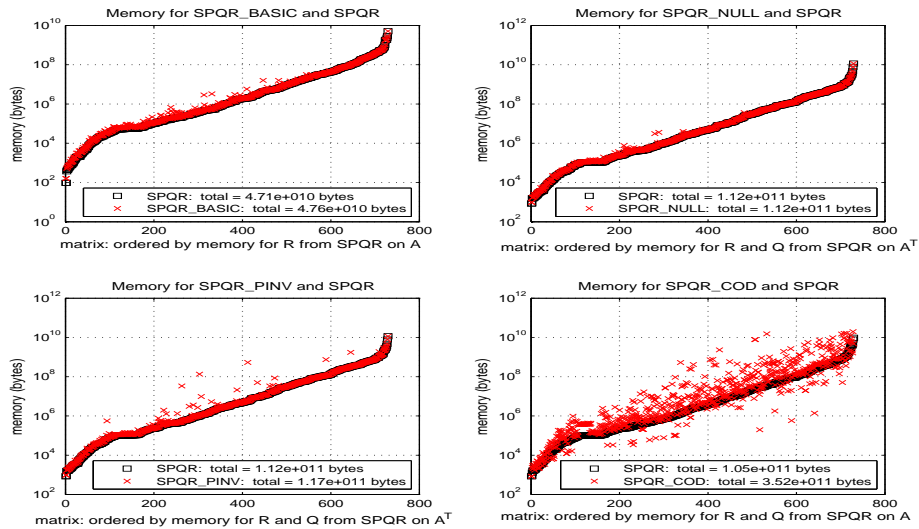 Memory for SPQR_BASIC and SPQR
10^10
10^8
10^6
10^4
10^2
10^0
memory (bytes)
SPQR: total = 4.71e+010 bytes
SPQR_BASIC: total = 4.76e+010 bytes
0 200 400 600 800
matrix: ordered by memory for R from SPQR on A
Memory for SPQR_NULL and SPQR
10^12
10^10
10^8
10^6
10^4
10^2
memory (bytes)
SPQR: total = 1.12e+011 bytes
SPQR_NULL: total = 1.12e+011 bytes
0 200 400 600 800
matrix: ordered by memory for R and Q from SPQR on A^T
Memory for SPQR_PINV and SPQR
10^12
10^10
10^8
10^6
10^4
10^2
memory (bytes)
SPQR: total = 1.12e+011 bytes
SPQR_PINV: total = 1.17e+011 bytes
0 200 400 600 800
matrix: ordered by memory for R and Q from SPQR on A^T
Memory for SPQR_COD and SPQR
10^12
10^10
10^8
10^6
10^4
10^2
memory (bytes)
SPQR: total = 1.05e+011 bytes
SPQR_COD: total = 3.52e+011 bytes
0 200 400 600 800
matrix: ordered by memory for R and Q from SPQR on A